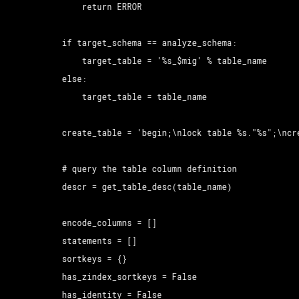 return ERROR
if target_schema == analyze_schema:
target_table = '%s_$mig' % table_name
else:
target_table = table_name
create_table = 'begin;\nlock table %s."%s";\ncre
# query the table column definition
descr = get_table_desc(table_name)
encode_columns = []
statements = []
sortkeys = {}
has_zindex_sortkeys = False
has_identity = False